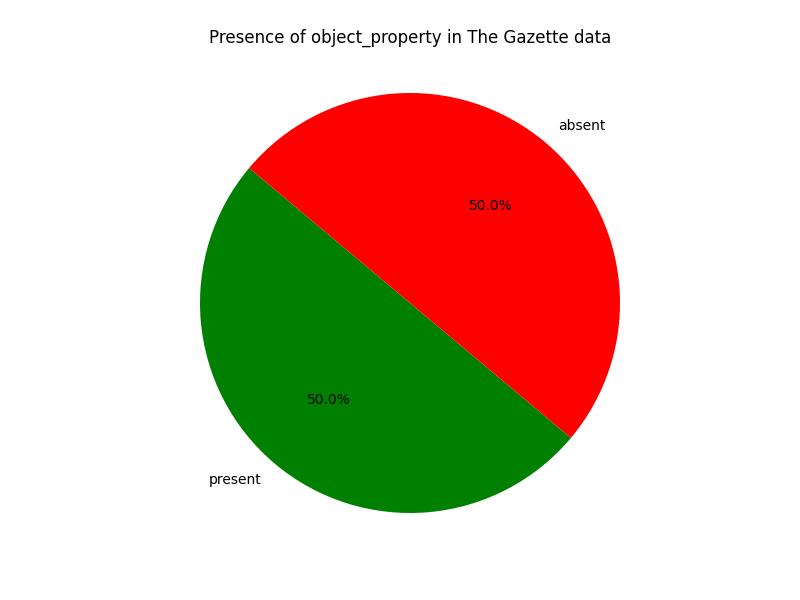 Presence of object_property in The Gazette data
absent
50.0%
50.0%
present